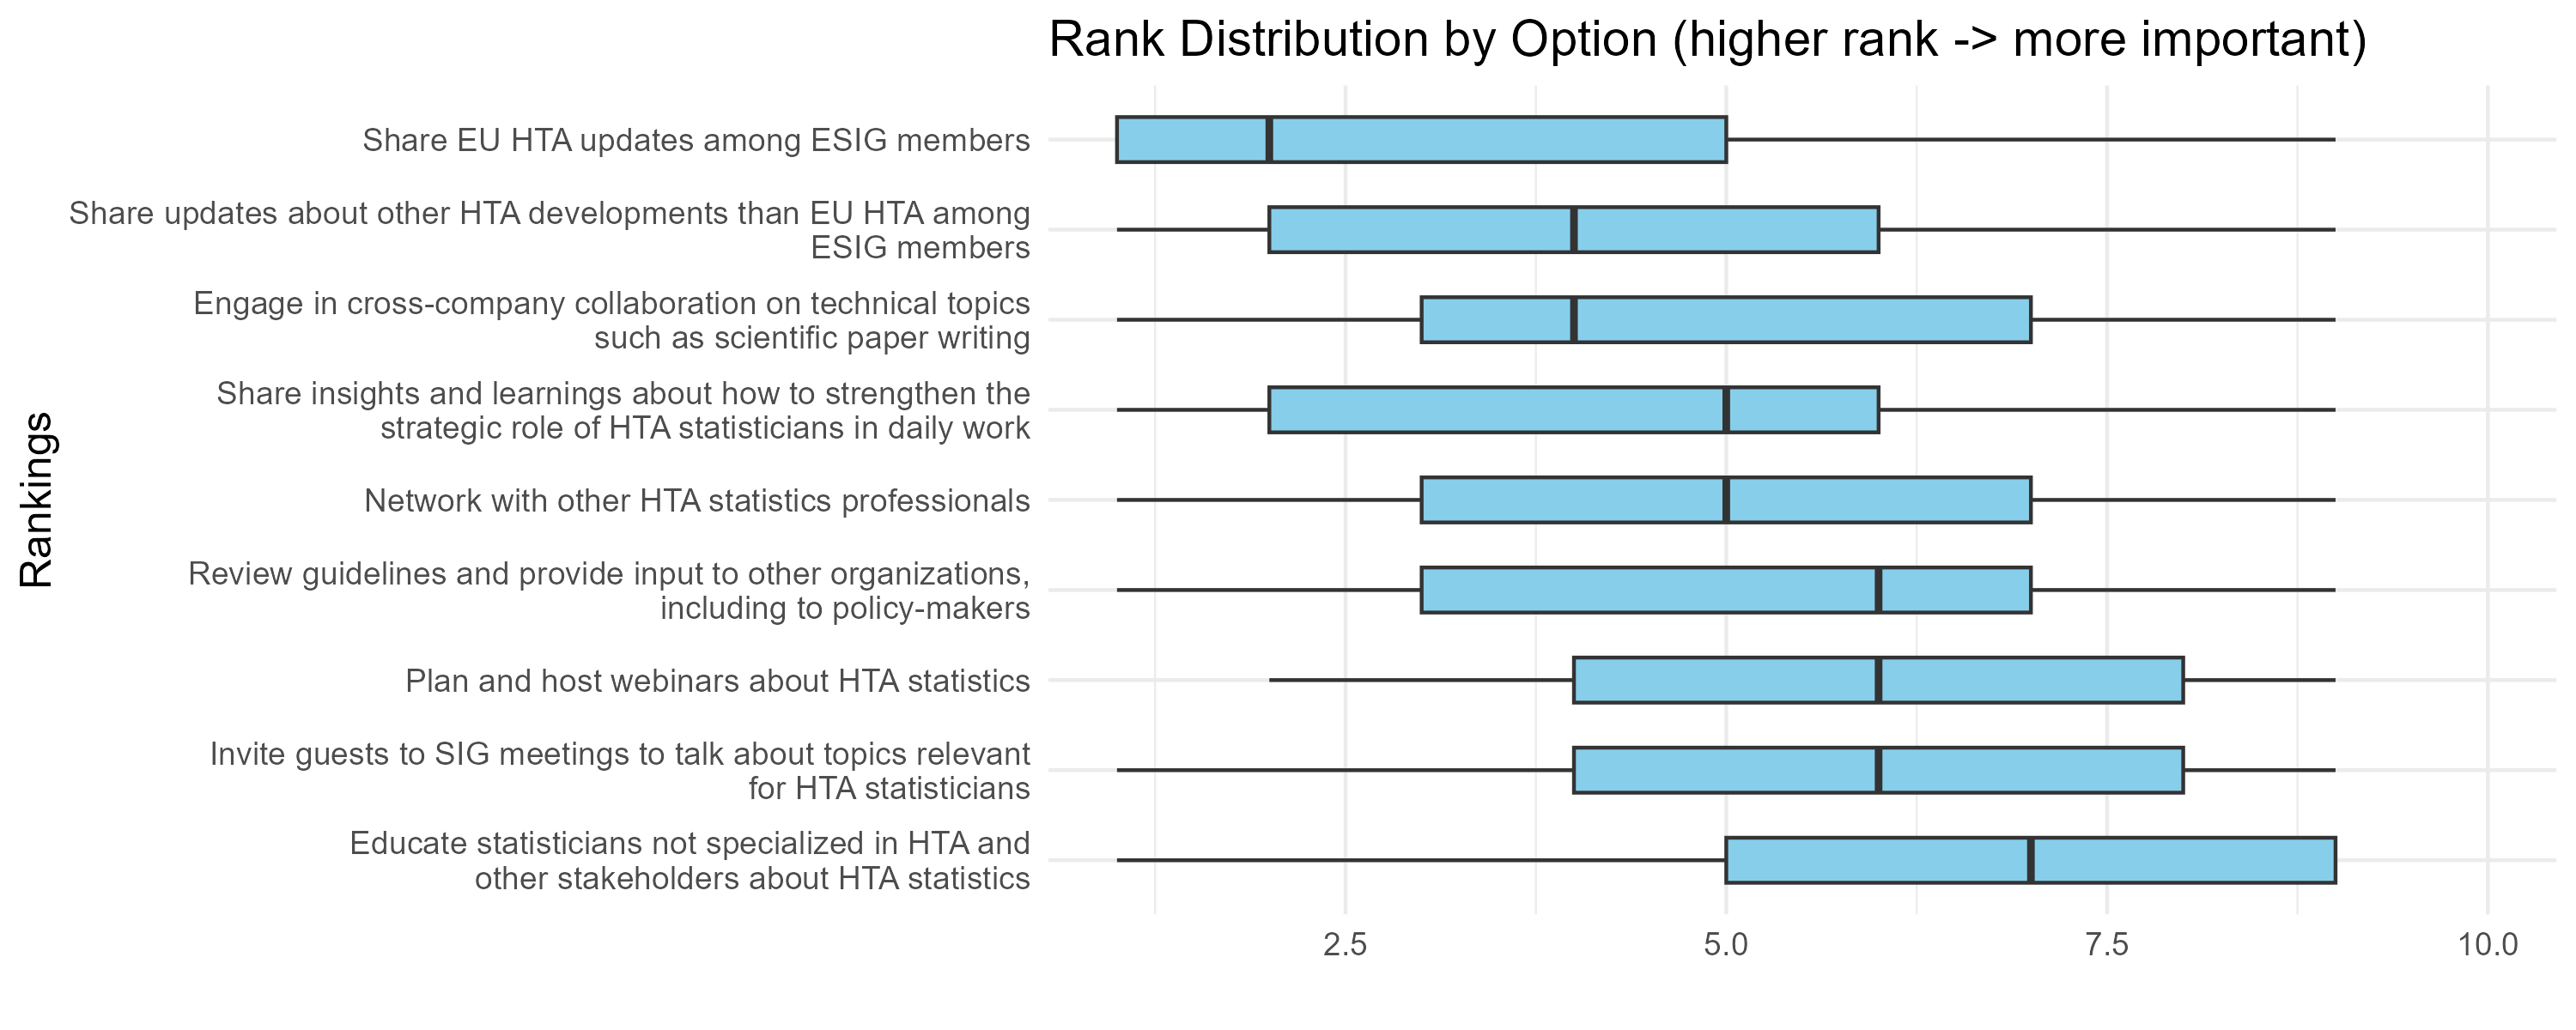 Rank Distribution by Option (higher rank -> more important)
Rankings
Share EU HTA updates among ESIG members
Share updates about other HTA developments than EU HTA among
ESIG members
Engage in cross-company collaboration on technical topics
such as scientific paper writing
Share insights and learnings about how to strengthen the
strategic role of HTA statisticians in daily work
Network with other HTA statistics professionals
Review guidelines and provide input to other organizations,
including to policy-makers
Plan and host webinars about HTA statistics
Invite guests to SIG meetings to talk about topics relevant
for HTA statisticians
Educate statisticians not specialized in HTA and
other stakeholders about HTA statistics
2.5 5.0 7.5 10.0